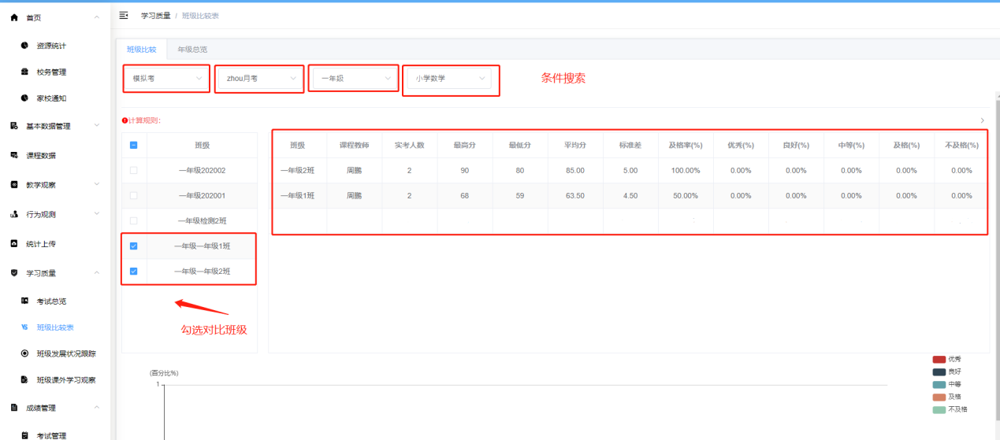 首页
资源统计
校务管理
家校通知
基本数据管理
课程数据
教学观察
行为观测
统计上传
学习质量
考试总览
班级比较表
班级发展状况跟踪
班级课外学习观察
成绩管理
考试管理
学习质量 / 班级比较表
班级比较 年级总览
模拟考 zhou月考 一年级 小学数学 条件搜索
计算规则:
班级
一年级202002
一年级202001
一年级检测2班
一年级一年级1班
一年级一年级2班
勾选对比班级
班级 课程教师 实考人数 最高分 最低分 平均分 标准差 及格率(%) 优秀(%) 良好(%) 中等(%) 及格(%) 不及格(%)
一年级2班 周鹏 2 90 80 85.00 5.00 100.00% 0.00% 0.00% 0.00% 0.00% 0.00%
一年级1班 周鹏 2 68 59 63.50 4.50 50.00% 0.00% 0.00% 0.00% 0.00% 0.00%
(百分比%)
1
优秀
良好
中等
及格
不及格